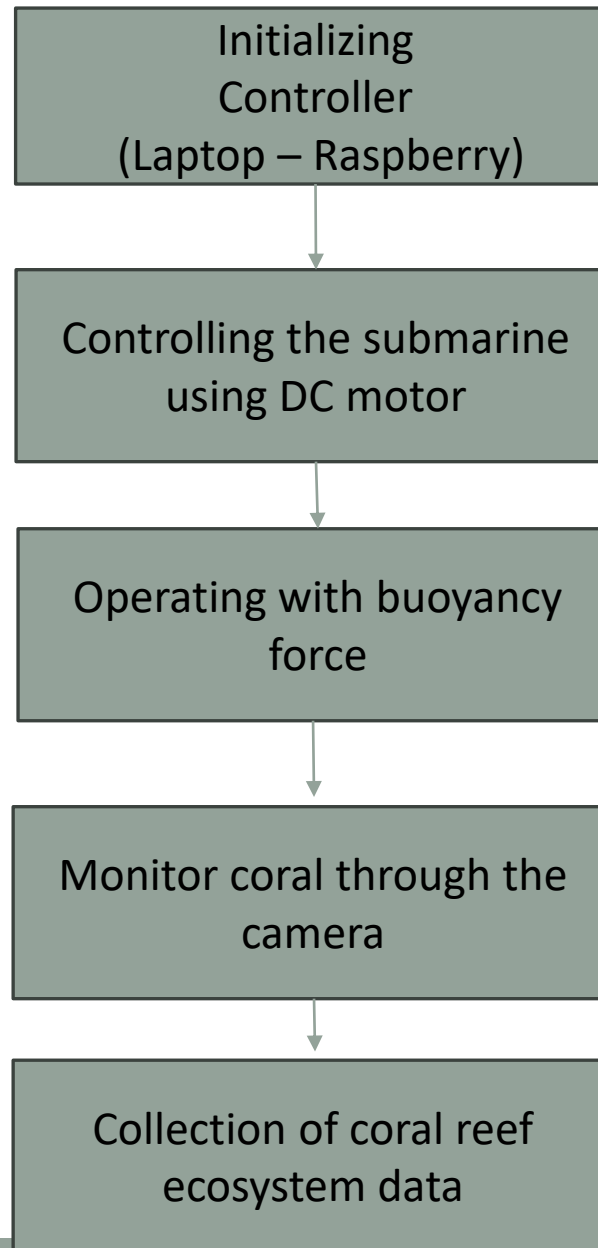 Initializing
Controller
(Laptop – Raspberry)
Controlling the submarine
using DC motor
Operating with buoyancy
force
Monitor coral through the
camera
Collection of coral reef
ecosystem data